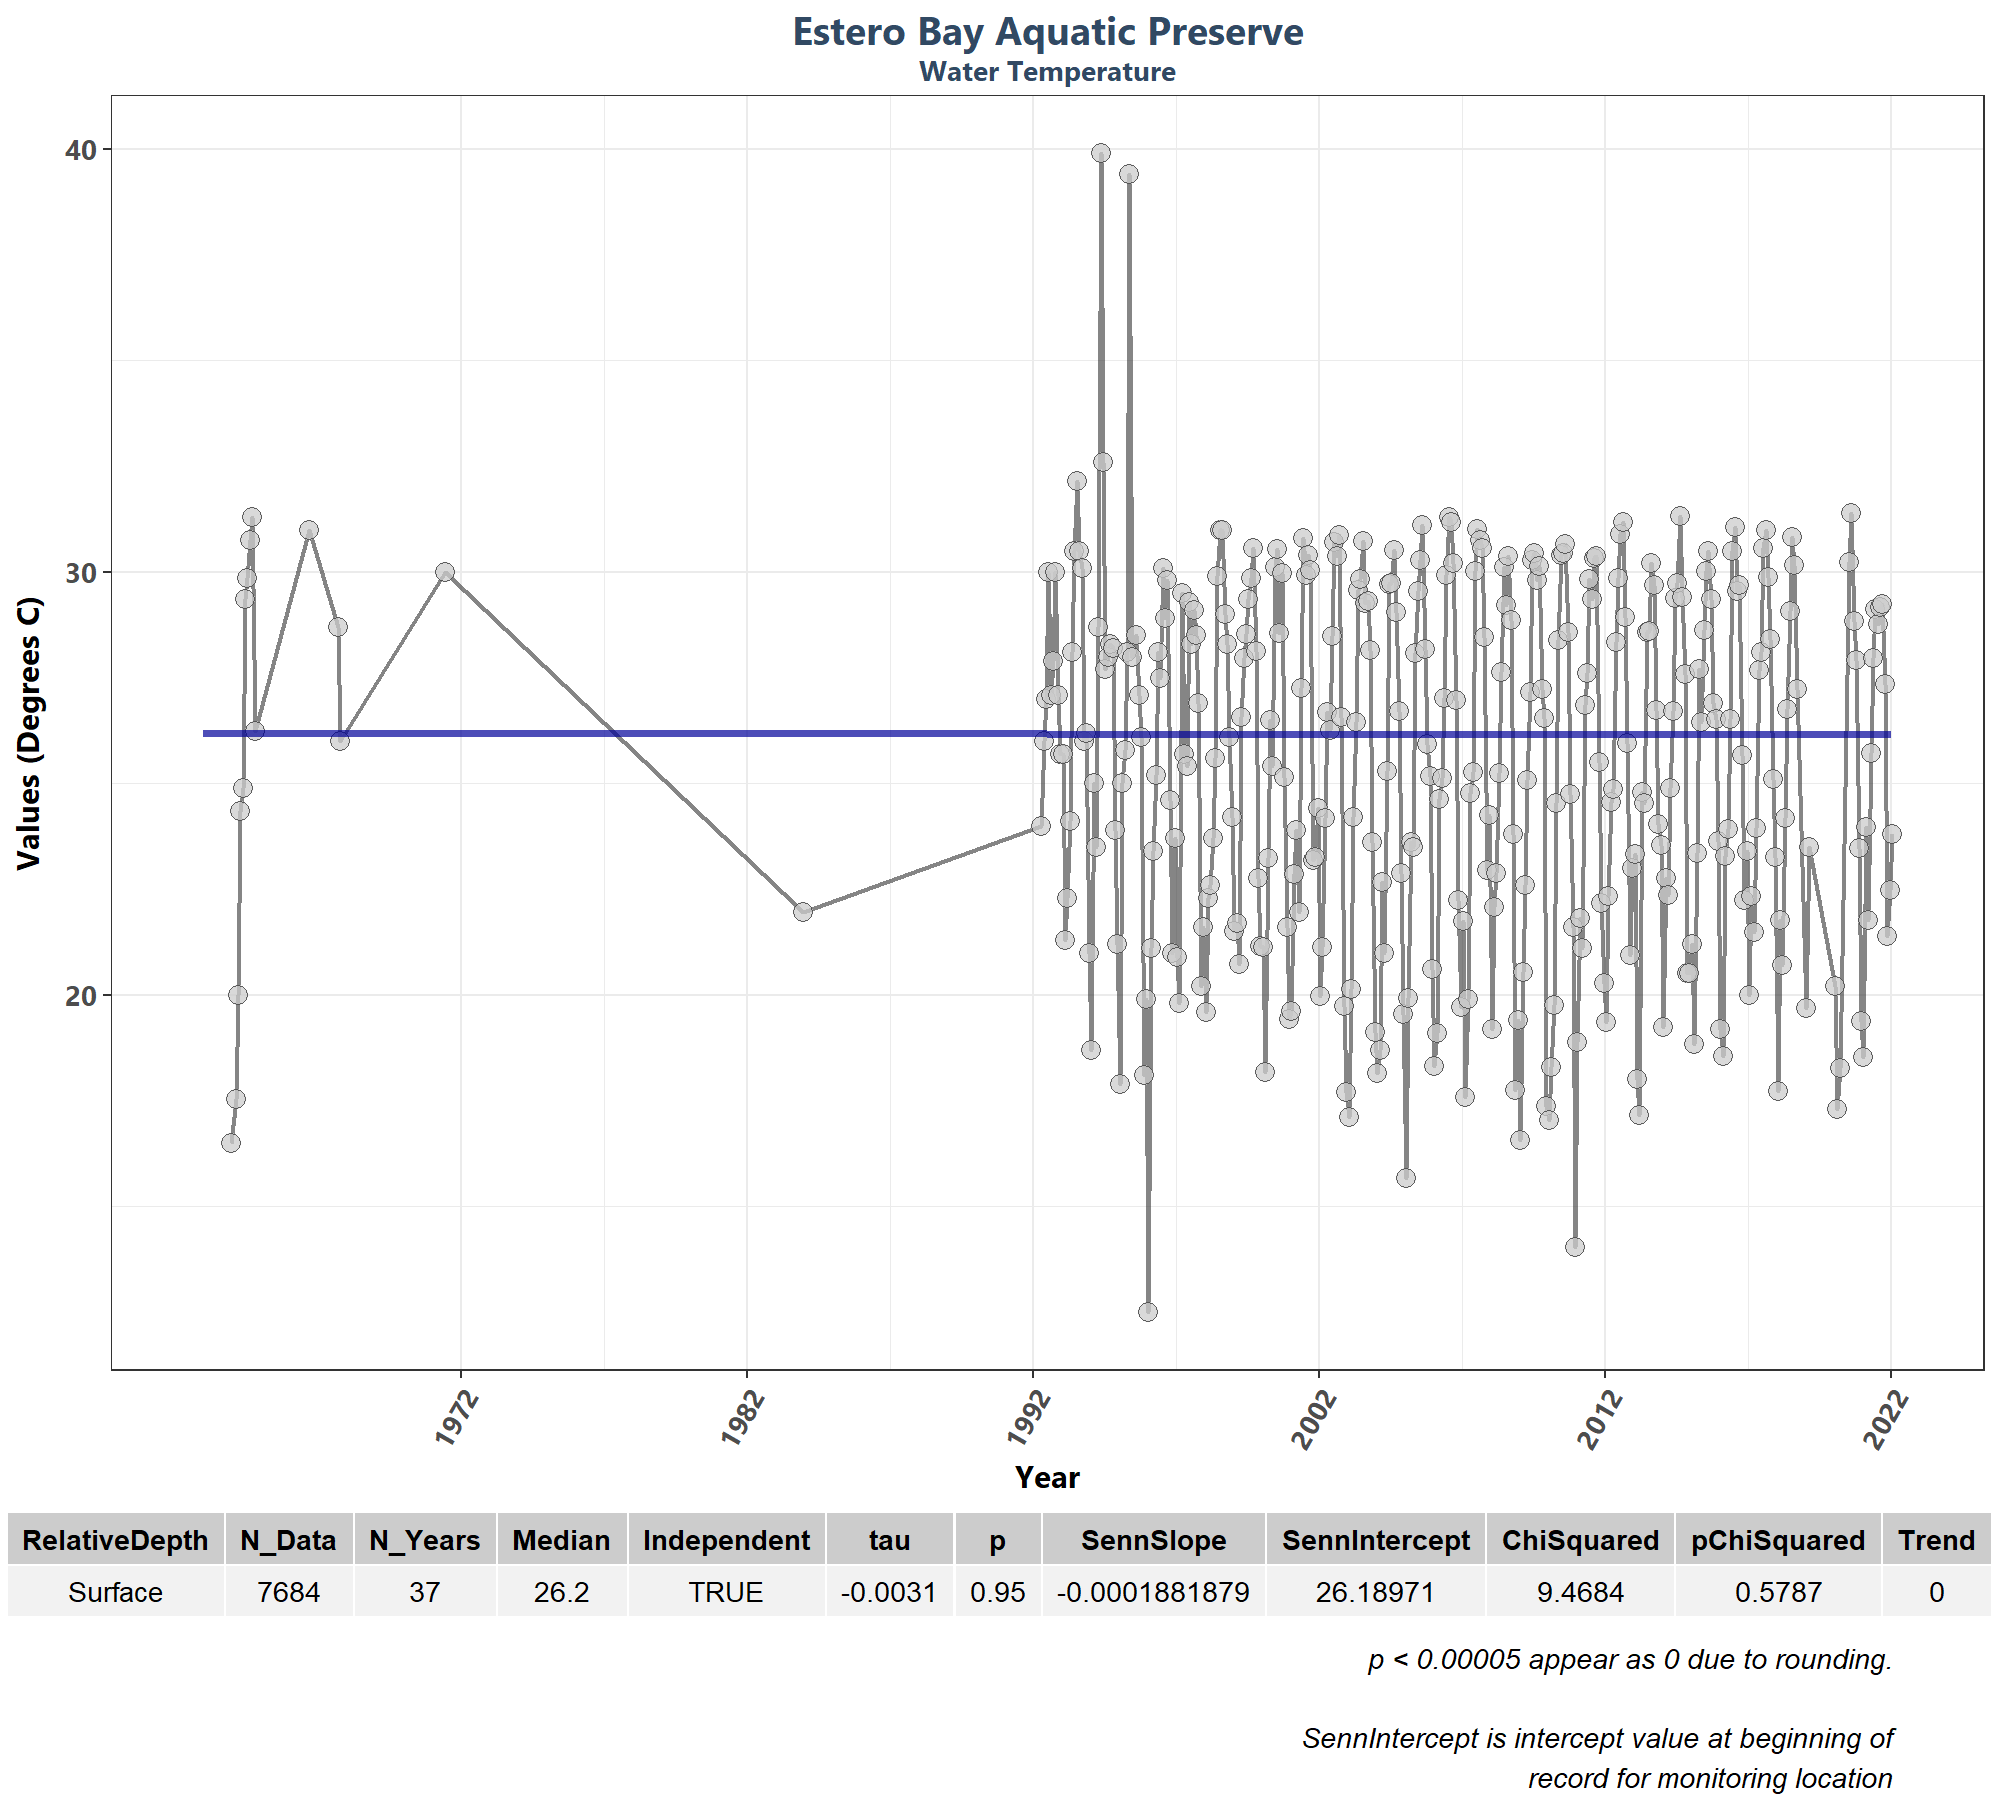 Estero Bay Aquatic Preserve
Water Temperature
Values (Degrees C)
40
30
20
1972 1982 1992 2002 2012 2022
Year
RelativeDepth N_Data N_Years Median Independent tau p SennSlope SennIntercept ChiSquared pChiSquared Trend
Surface 7684 37 26.2 TRUE -0.0031 0.95 -0.0001881879 26.18971 9.4684 0.5787 0
p < 0.00005 appear as 0 due to rounding.
SennIntercept is intercept value at beginning of
record for monitoring location